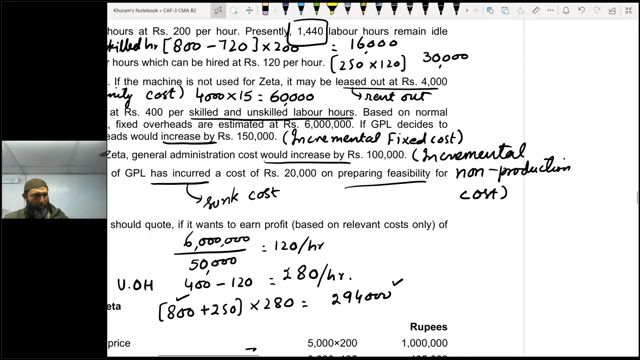 Khuram's Notebook » CAF-3 CMA B2
hours at Rs. 200 per hour. Presently, 1,440 labour hours remain idle
skilled hr [800 - 720] × 200 = 16,000
r hours which can be hired at Rs. 120 per hour. [250 × 120] 30,000
. If the machine is not used for Zeta, it may be leased out at Rs. 4,000
nity cost) 4000 × 15 = 60,000 rent out
at Rs. 400 per skilled and unskilled labour hours. Based on normal
, fixed overheads are estimated at Rs. 6,000,000. If GPL decides to
eads would increase by Rs. 150,000. (Incremental Fixed cost)
Zeta, general administration cost would increase by Rs. 100,000. (Incremental
of GPL has incurred a cost of Rs. 20,000 on preparing feasibility for non-production
sunk cost cost)
should quote, if it wants to earn profit (based on relevant costs only) of
6,000,000
50,000
= 120/hr
U.OH 400 - 120 = 280/hr.
eta [800 + 250] × 280 = 294000
Rupees
price 5,000×200 1,000,000